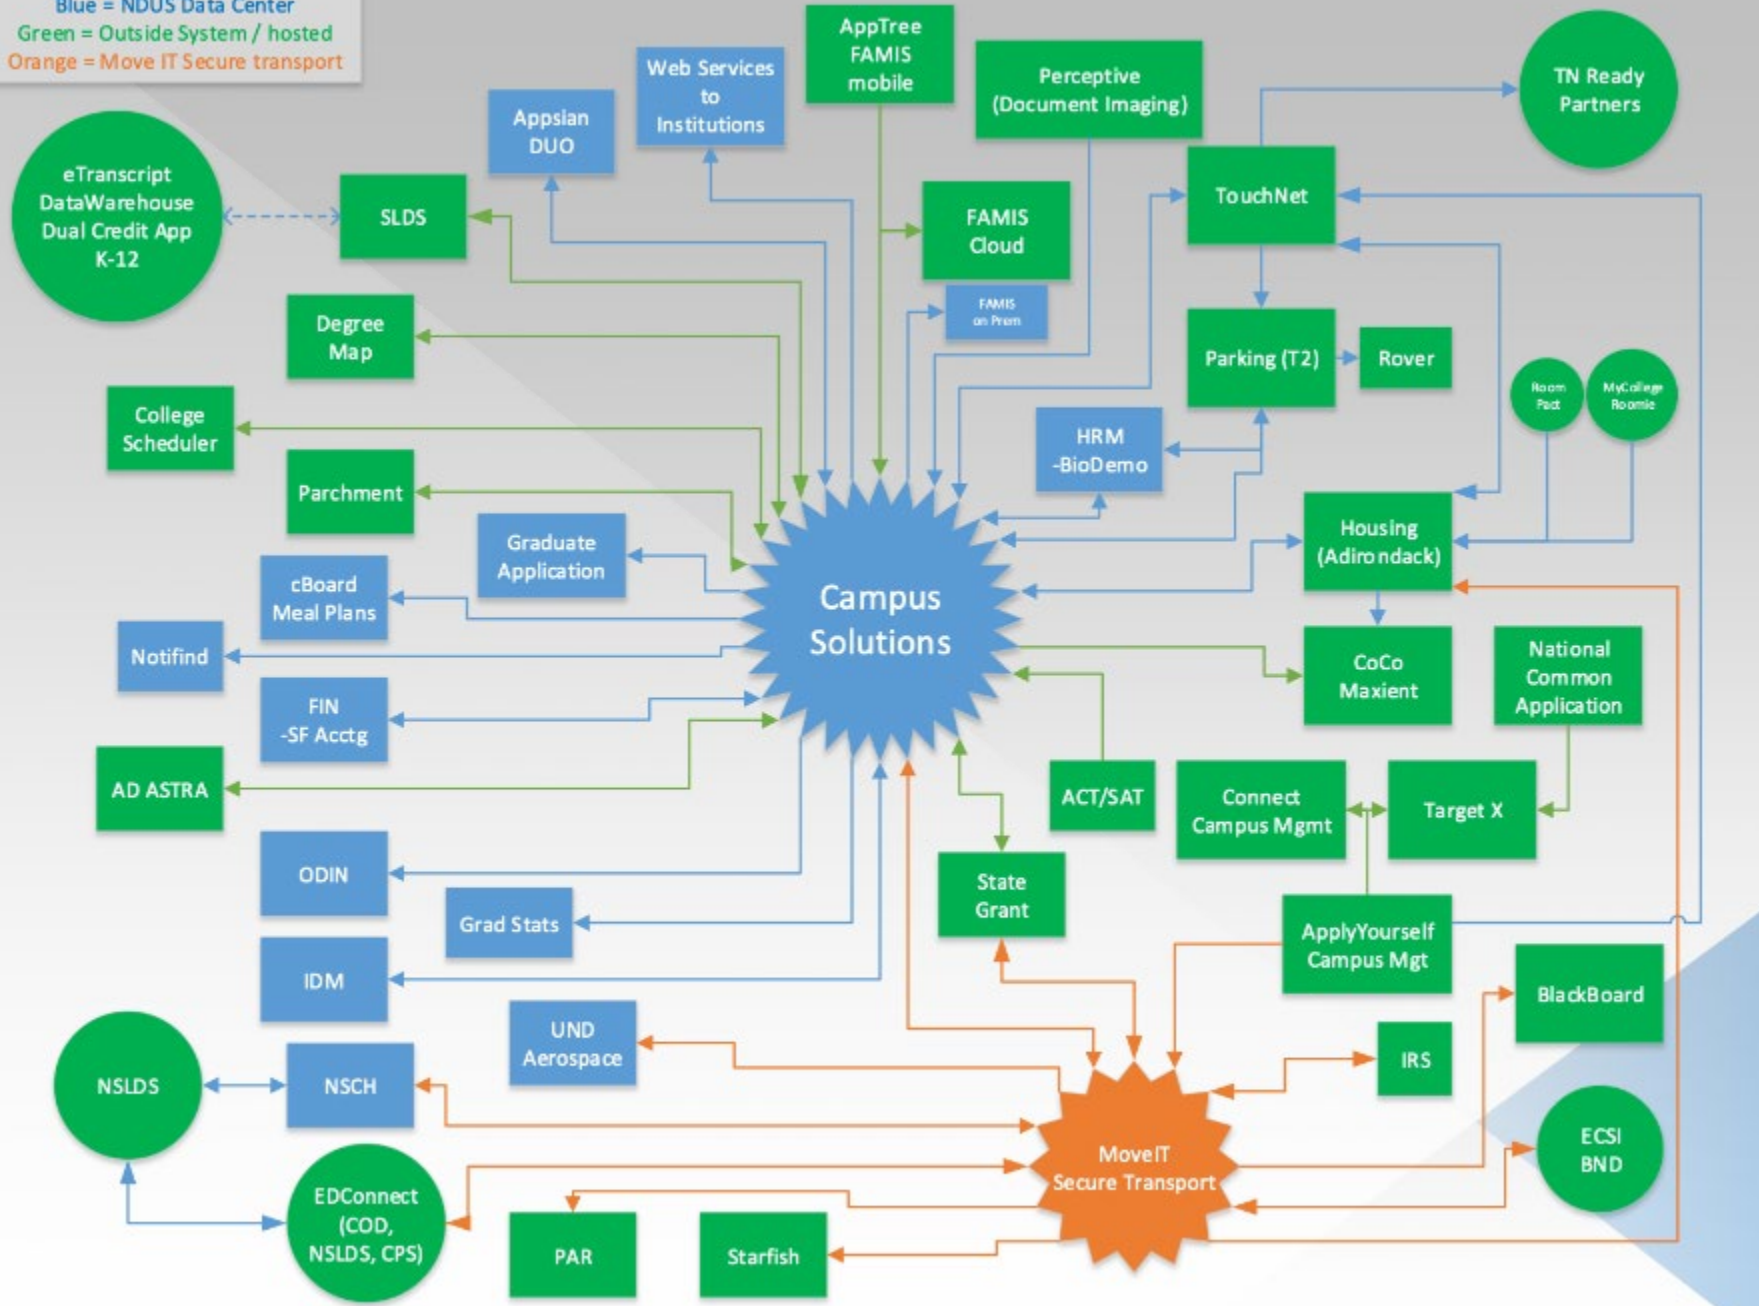 Blue = NDUS Data Center
Green = Outside System / hosted
Orange = Move IT Secure transport
AppTree
FAMIS
mobile
Web Services
to
Institutions
Perceptive
(Document Imaging)
TN Ready
Partners
Appsian
DUO
eTranscript
DataWarehouse
Dual Credit App
K-12
SLDS
FAMIS
Cloud
TouchNet
FAMIS
on Prem
Degree
Map
Parking (T2)
Rover
Room
Pact
MyCollege
Roomie
College
Scheduler
HRM
-BioDemo
Parchment
Graduate
Application
Housing
(Adirondack)
cBoard
Meal Plans
Campus
Solutions
Notifind
CoCo
Maxient
National
Common
Application
FIN
-SF Acctg
AD ASTRA
ACT/SAT
Connect
Campus Mgmt
Target X
ODIN
State
Grant
Grad Stats
ApplyYourself
Campus Mgt
IDM
BlackBoard
UND
Aerospace
IRS
NSLDS
NSCH
ECSI
BND
MoveIT
Secure Transport
EDConnect
(COD,
NSLDS, CPS)
PAR
Starfish